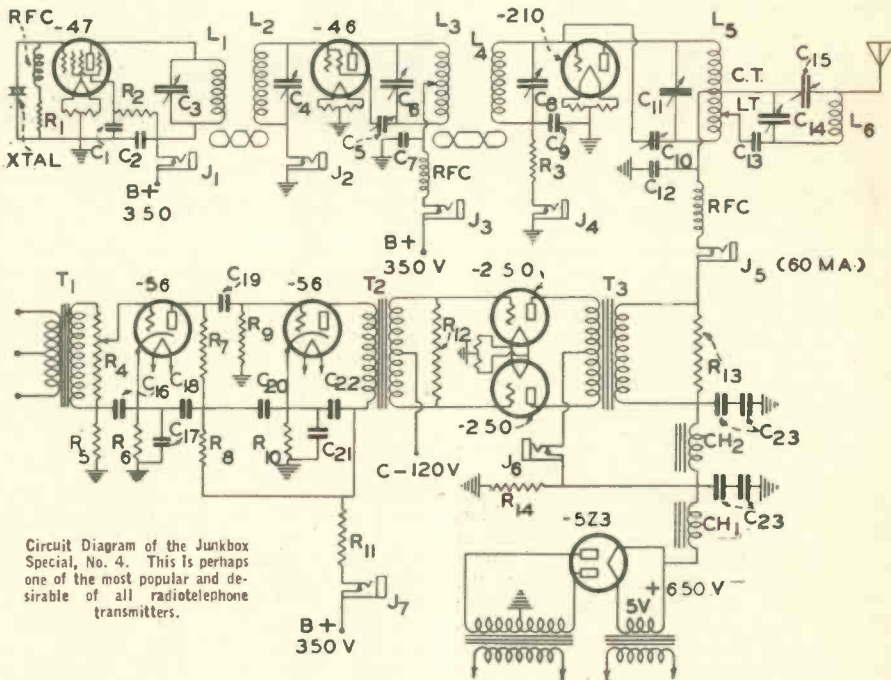 RFC
-47
L1
L2
-46
L3
-210
L5
C15
R2
C3
C4
C6
L4
C8
C11
C.T.
LT
C14
L6
R1
C1
C2
C5
C7
C9
R3
C10
C13
XTAL
J1
J2
RFC
J4
C12
RFC
B+
350
J3
B+
350 V
J5 (60 MA.)
T1
-56
C19
-56
T2
-250
T3
R4
R7
R9
R12
R13
C16
C18
C20
C22
-250
C23
R5
R6
C17
R8
R10
C21
C-120V
J6
CH2
R14
C23
CH1
-5Z3
R11
+650V
5V
J7
B+
350V
Circuit Diagram of the Junkbox
Special, No. 4. This is perhaps
one of the most popular and de-
sirable of all radiotelephone
transmitters.